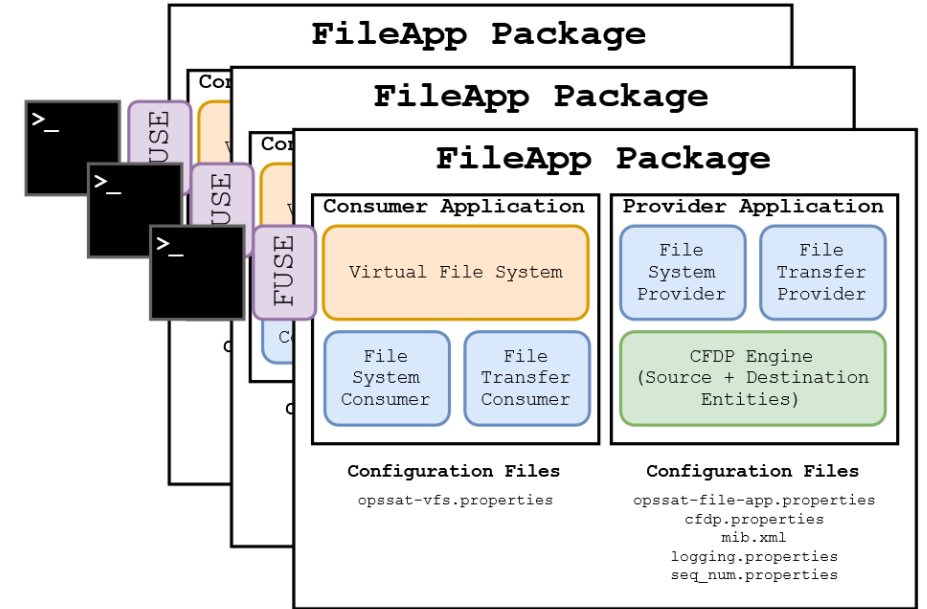 FileApp Package
FileApp Package
FileApp Package
>_
FUSE
>_
FUSE
>_
FUSE
Consumer Application
Virtual File System
File
System
Consumer
File
Transfer
Consumer
Configuration Files
opssat-vfs.properties
Provider Application
File
System
Provider
File
Transfer
Provider
CFDP Engine
(Source + Destination
Entities)
Configuration Files
opssat-file-app.properties
cfdp.properties
mib.xml
logging.properties
seq_num.properties